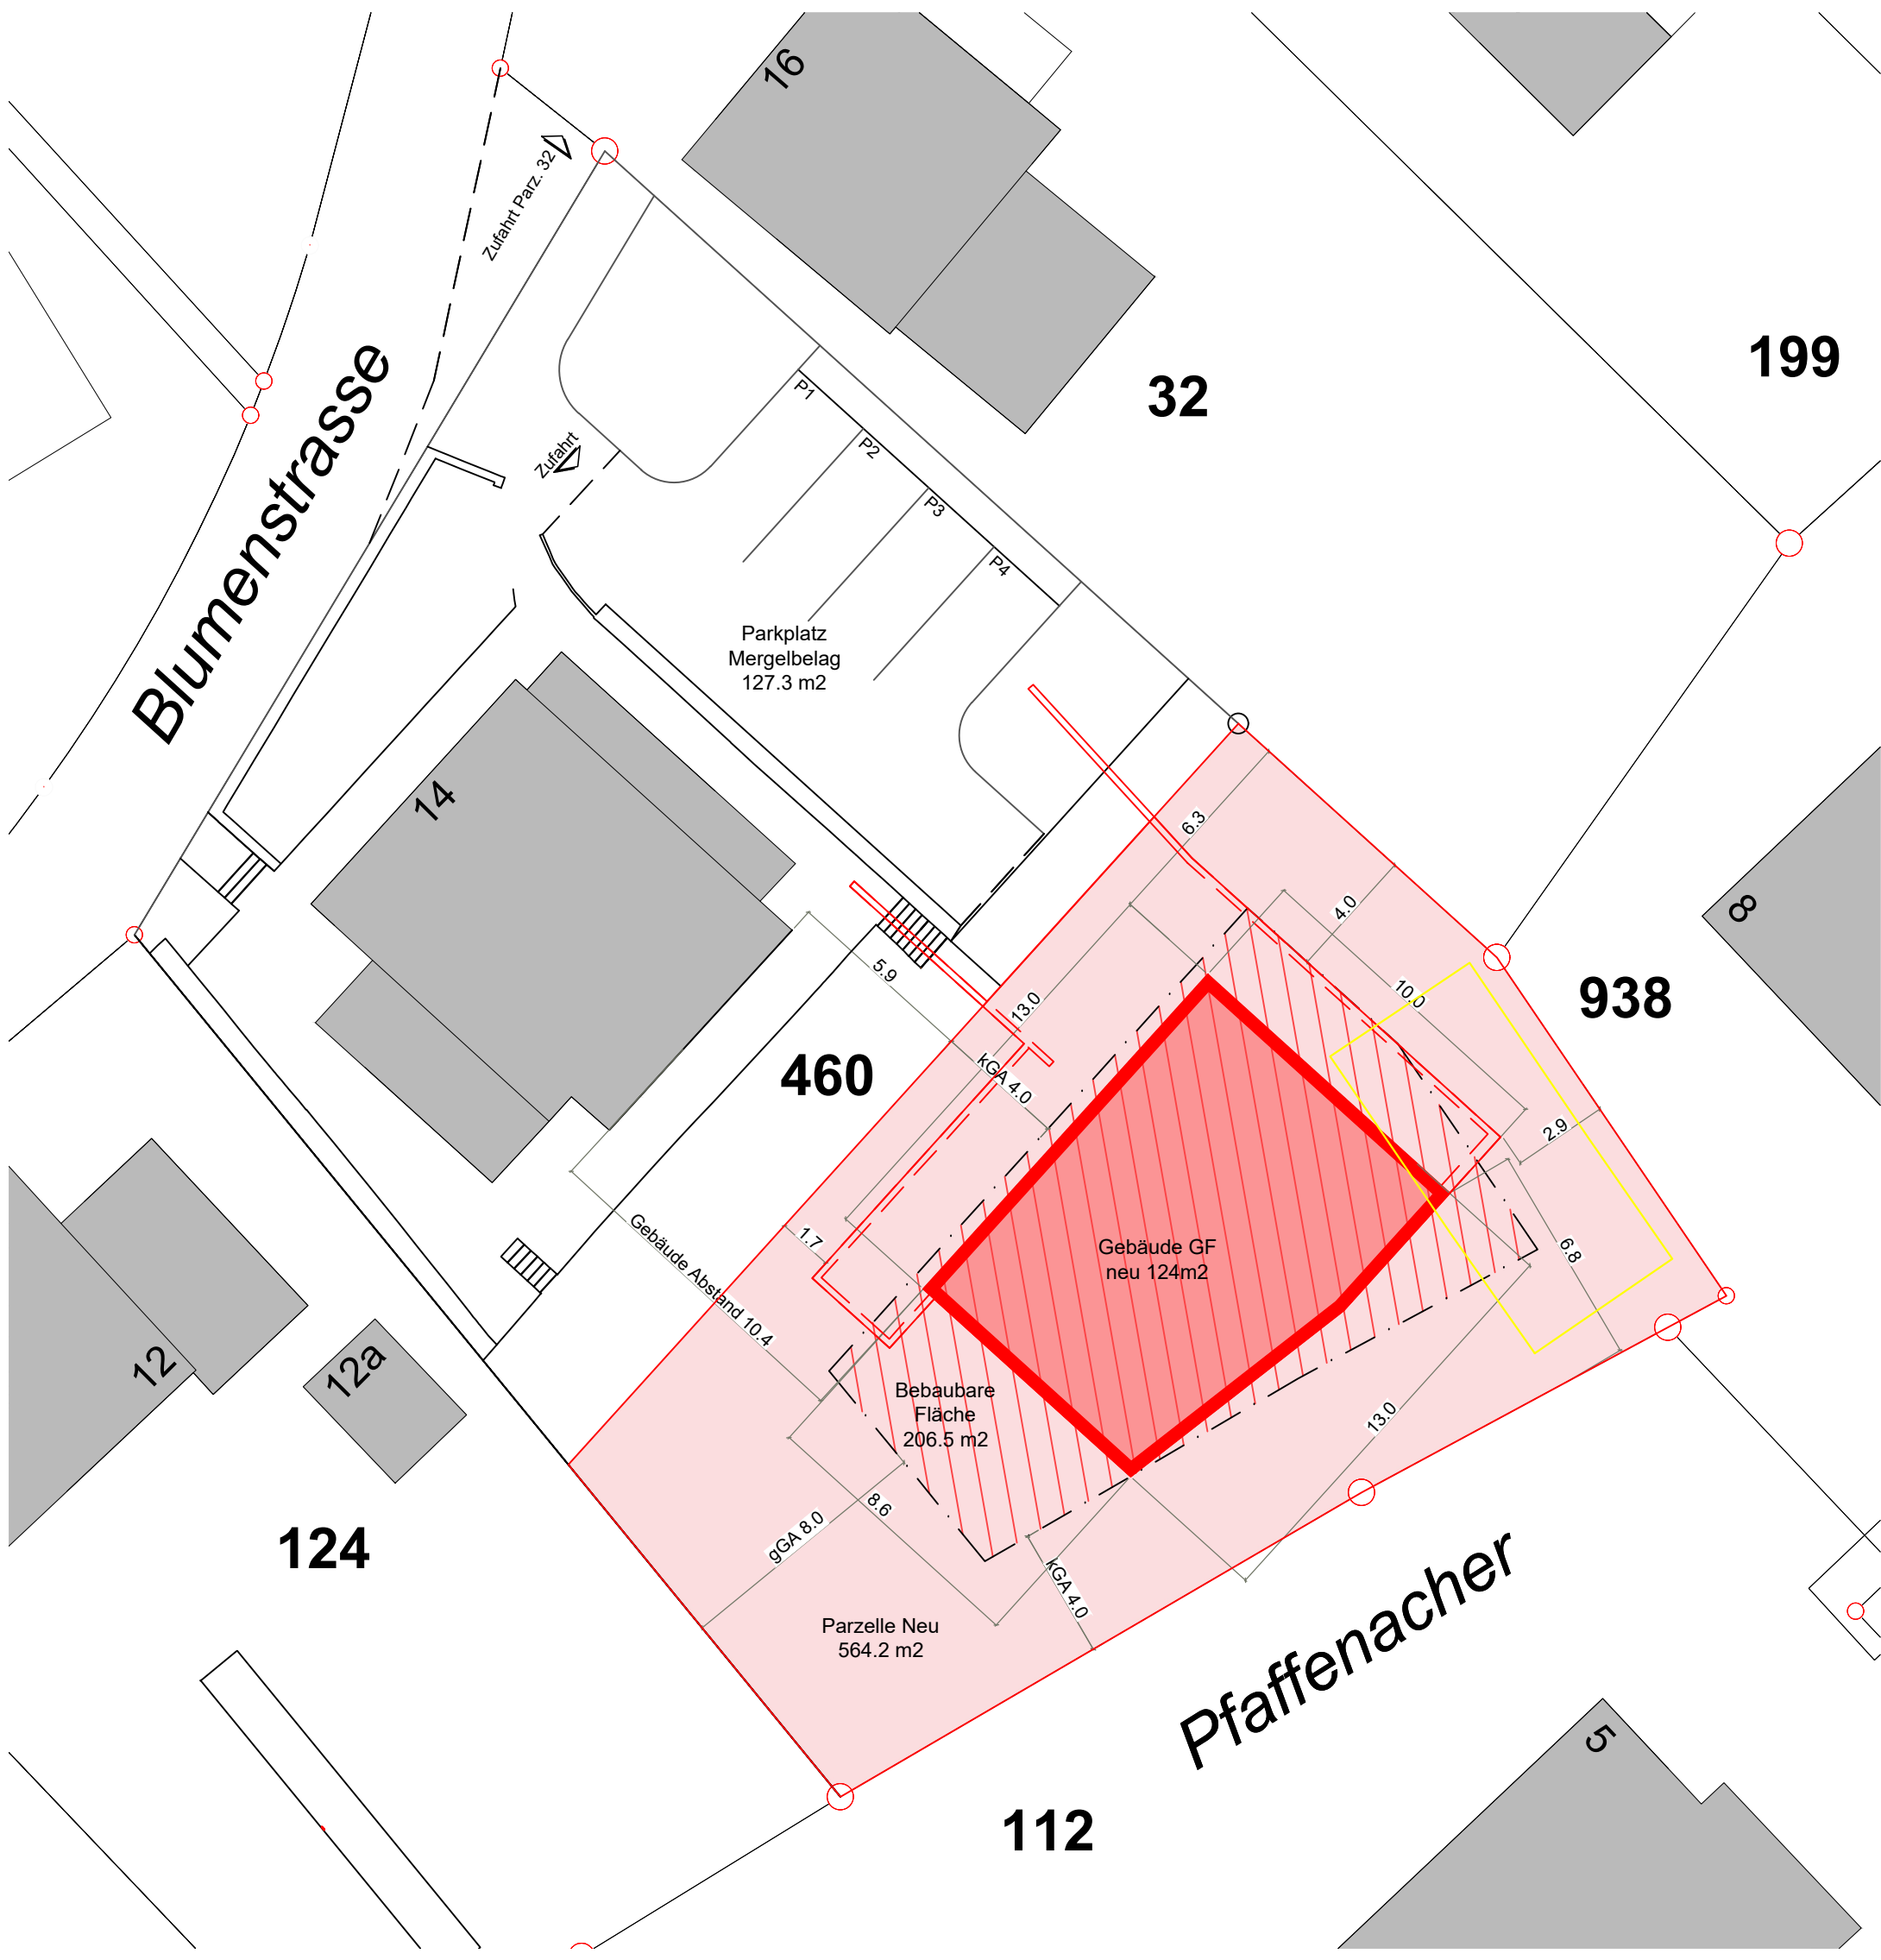 16
Zufahrt Parz. 32
199
32
Blumenstrasse
P1
Zufahrt
P2
P3
P4
Parkplatz
Mergelbelag
127.3 m2
14
6.3
8
4.0
5.9
10.0
938
13.0
460
kGA 4.0
2.9
1.7
Gebäude Abstand 10.4
Gebäude GF
neu 124m2
6.8
12
12a
Bebaubare
Fläche
206.5 m2
13.0
8.6
124
gGA 8.0
kGA 4.0
Parzelle Neu
564.2 m2
Pfaffenacher
5
112